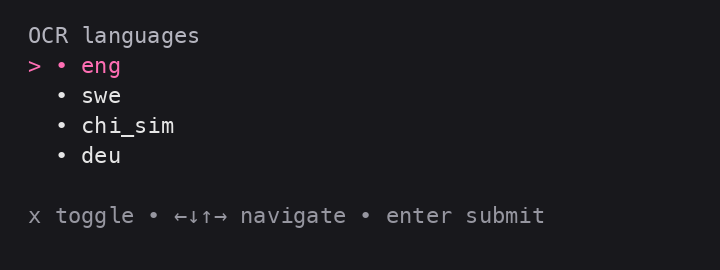 OCR languages
> • eng
• swe
• chi_sim
• deu
x toggle • ←↓↑→ navigate • enter submit